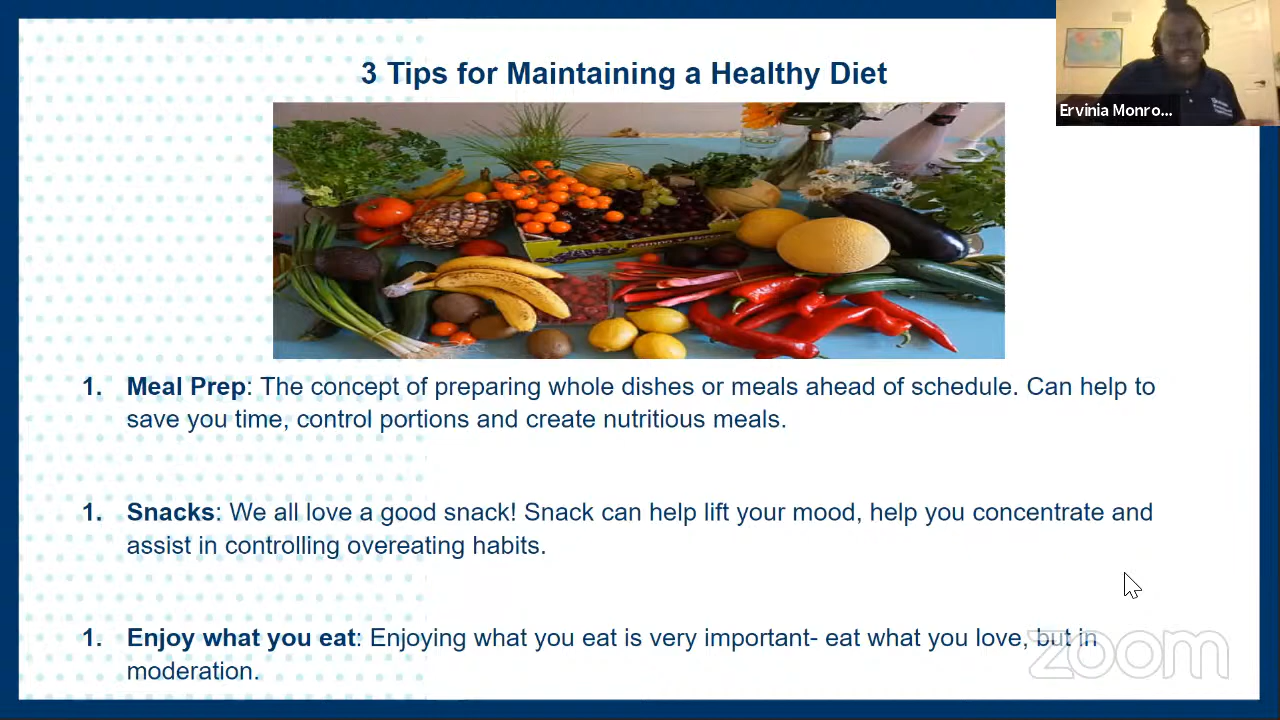 3 Tips for Maintaining a Healthy Diet
Ervinia Monro...
1. Meal Prep: The concept of preparing whole dishes or meals ahead of schedule. Can help to
save you time, control portions and create nutritious meals.
1. Snacks: We all love a good snack! Snack can help lift your mood, help you concentrate and
assist in controlling overeating habits.
1. Enjoy what you eat: Enjoying what you eat is very important- eat what you love, but in
moderation.
zoom